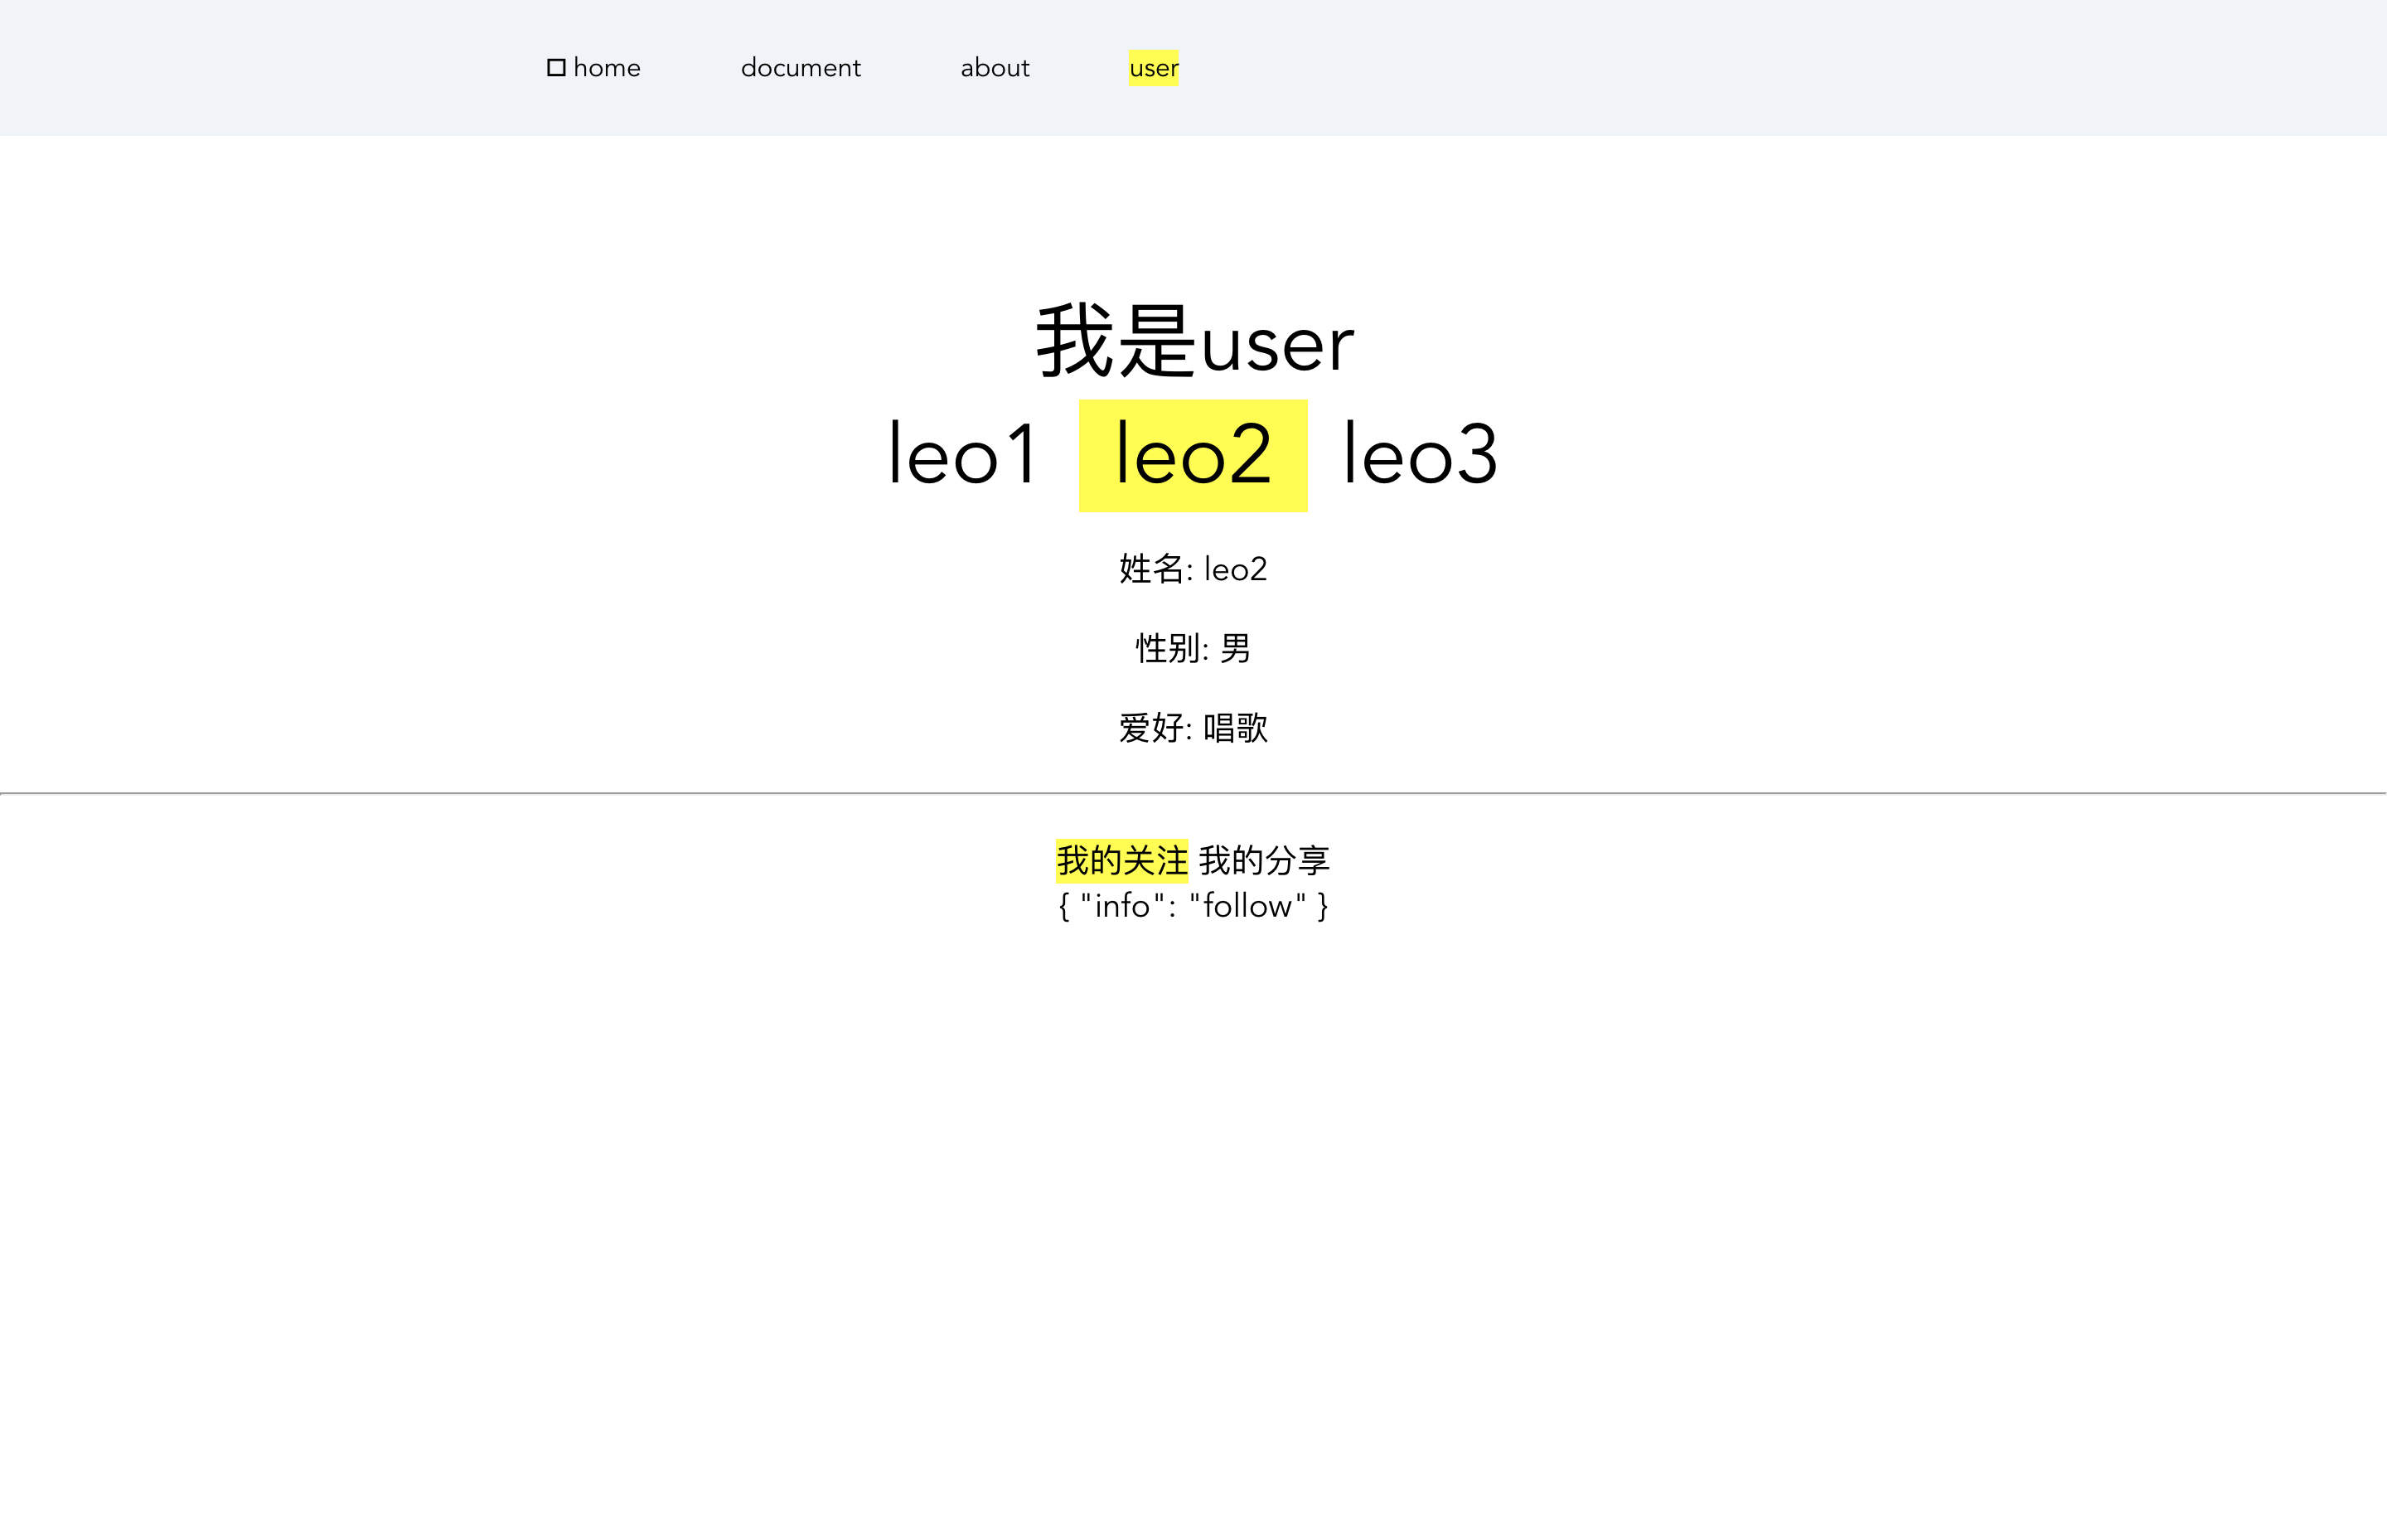 home document about user
我是user
leo1 leo2 leo3
姓名: leo2
性别: 男
爱好: 唱歌
我的关注 我的分享
{ "info": "follow" }